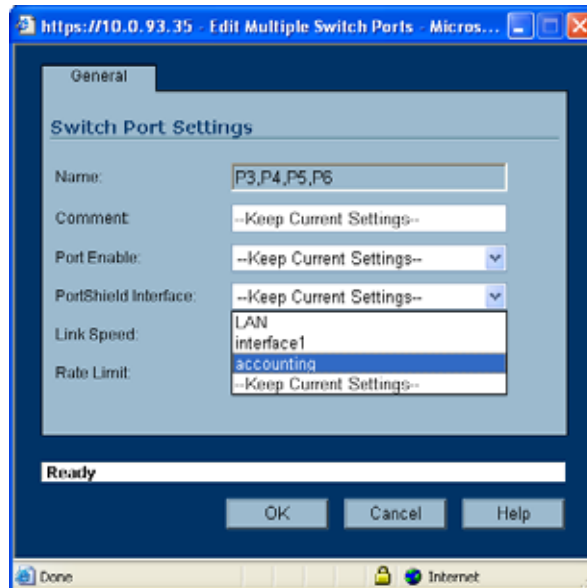 https://10.0.93.35 - Edit Multiple Switch Ports - Micros...
General
Switch Port Settings
Name: P3,P4,P5,P6
Comment: --Keep Current Settings--
Port Enable: --Keep Current Settings--
PortShield Interface: --Keep Current Settings--
LAN
Link Speed: interface1
accounting
Rate Limit: --Keep Current Settings--
Ready
OK Cancel Help
Done Internet